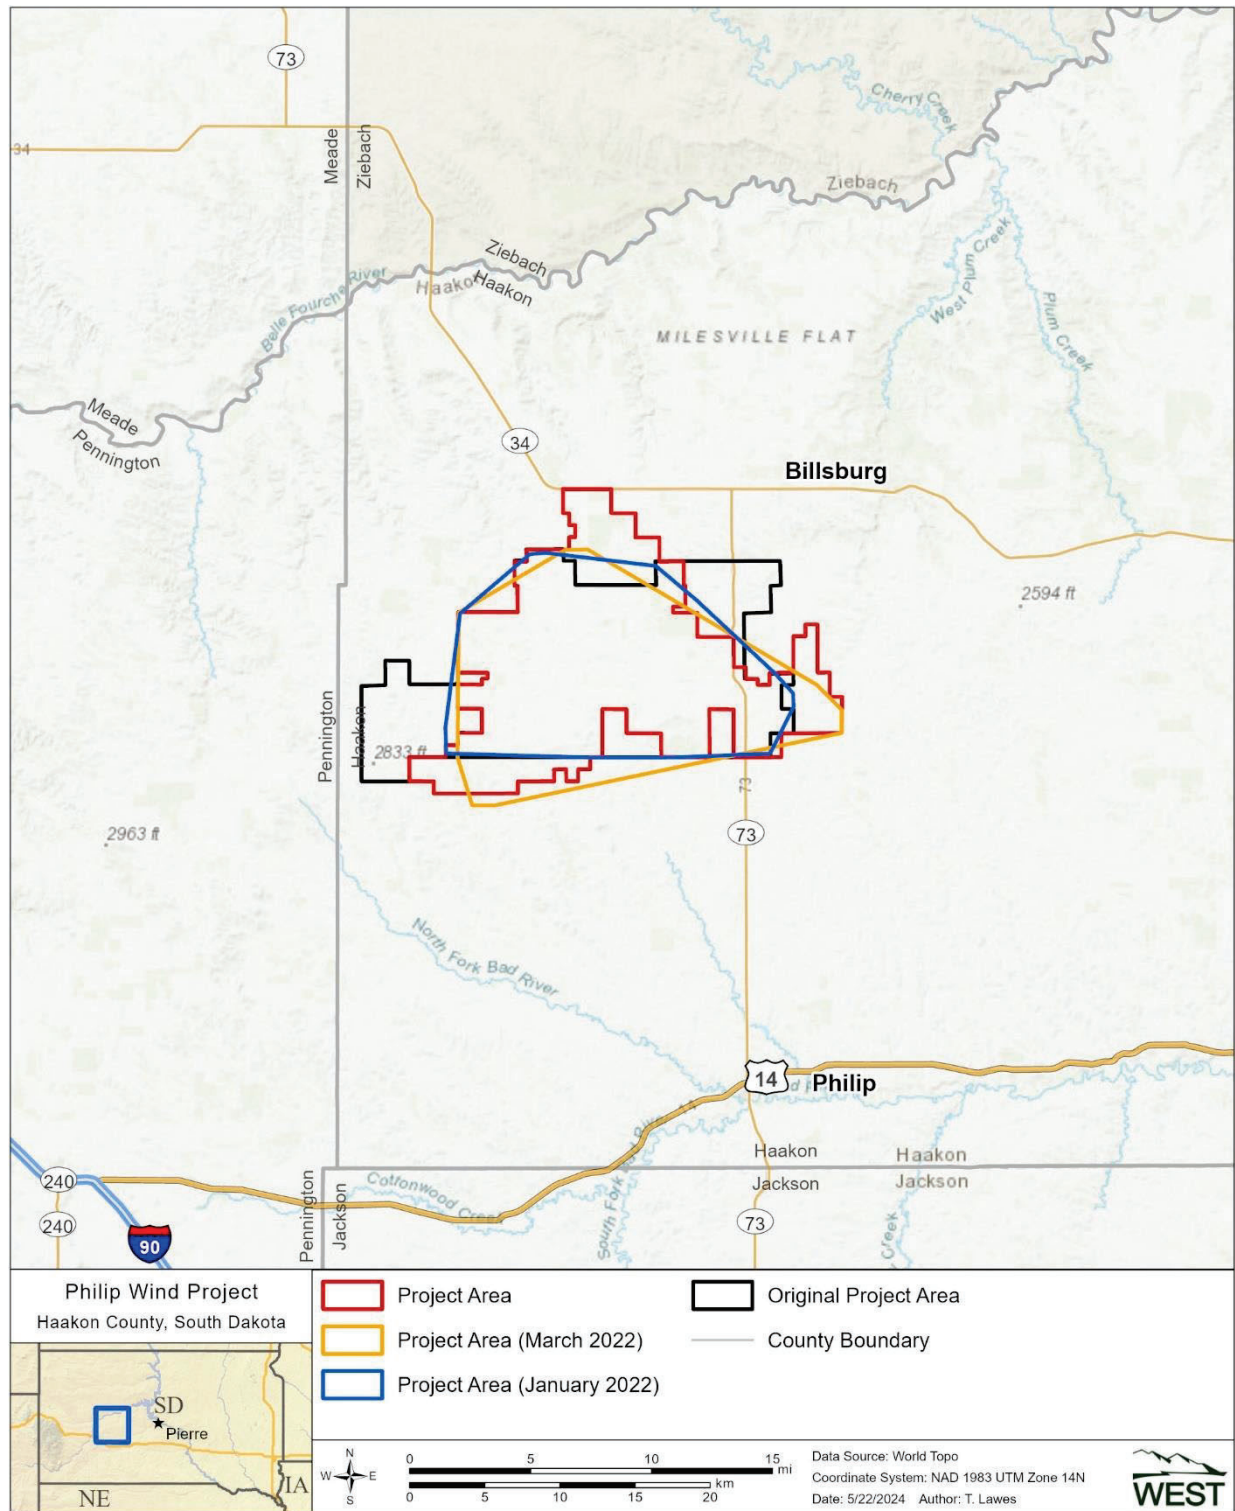 73
34
Meade
Ziebach
Cherry Creek
Ziebach
Ziebach
Haakon
Haakon
Belle Fourche River
West Plum Creek
Plum Creek
MILESVILLE FLAT
Meade
Pennington
34
Billsburg
2594 ft
Pennington
Haakon
2833 ft
73
73
2963 ft
North Fork Bad River
14
Philip
South Fork Bad River
Haakon
Jackson
Haakon
Jackson
Cottonwood Creek
Pennington
Jackson
240
240
90
73
Creek
Philip Wind Project
Haakon County, South Dakota
SD
Pierre
NE
IA
Project Area
Project Area (March 2022)
Project Area (January 2022)
Original Project Area
County Boundary
N
W
E
S
0 5 10 15
mi
km
0 5 10 15 20
Data Source: World Topo
Coordinate System: NAD 1983 UTM Zone 14N
Date: 5/22/2024 Author: T. Lawes
WEST